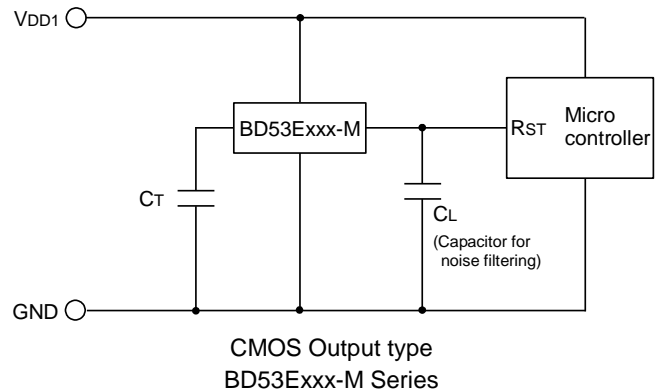 VDD1
BD53Exxx-M
RST
Micro
controller
CT
CL
(Capacitor for
noise filtering)
GND
CMOS Output type
BD53Exxx-M Series